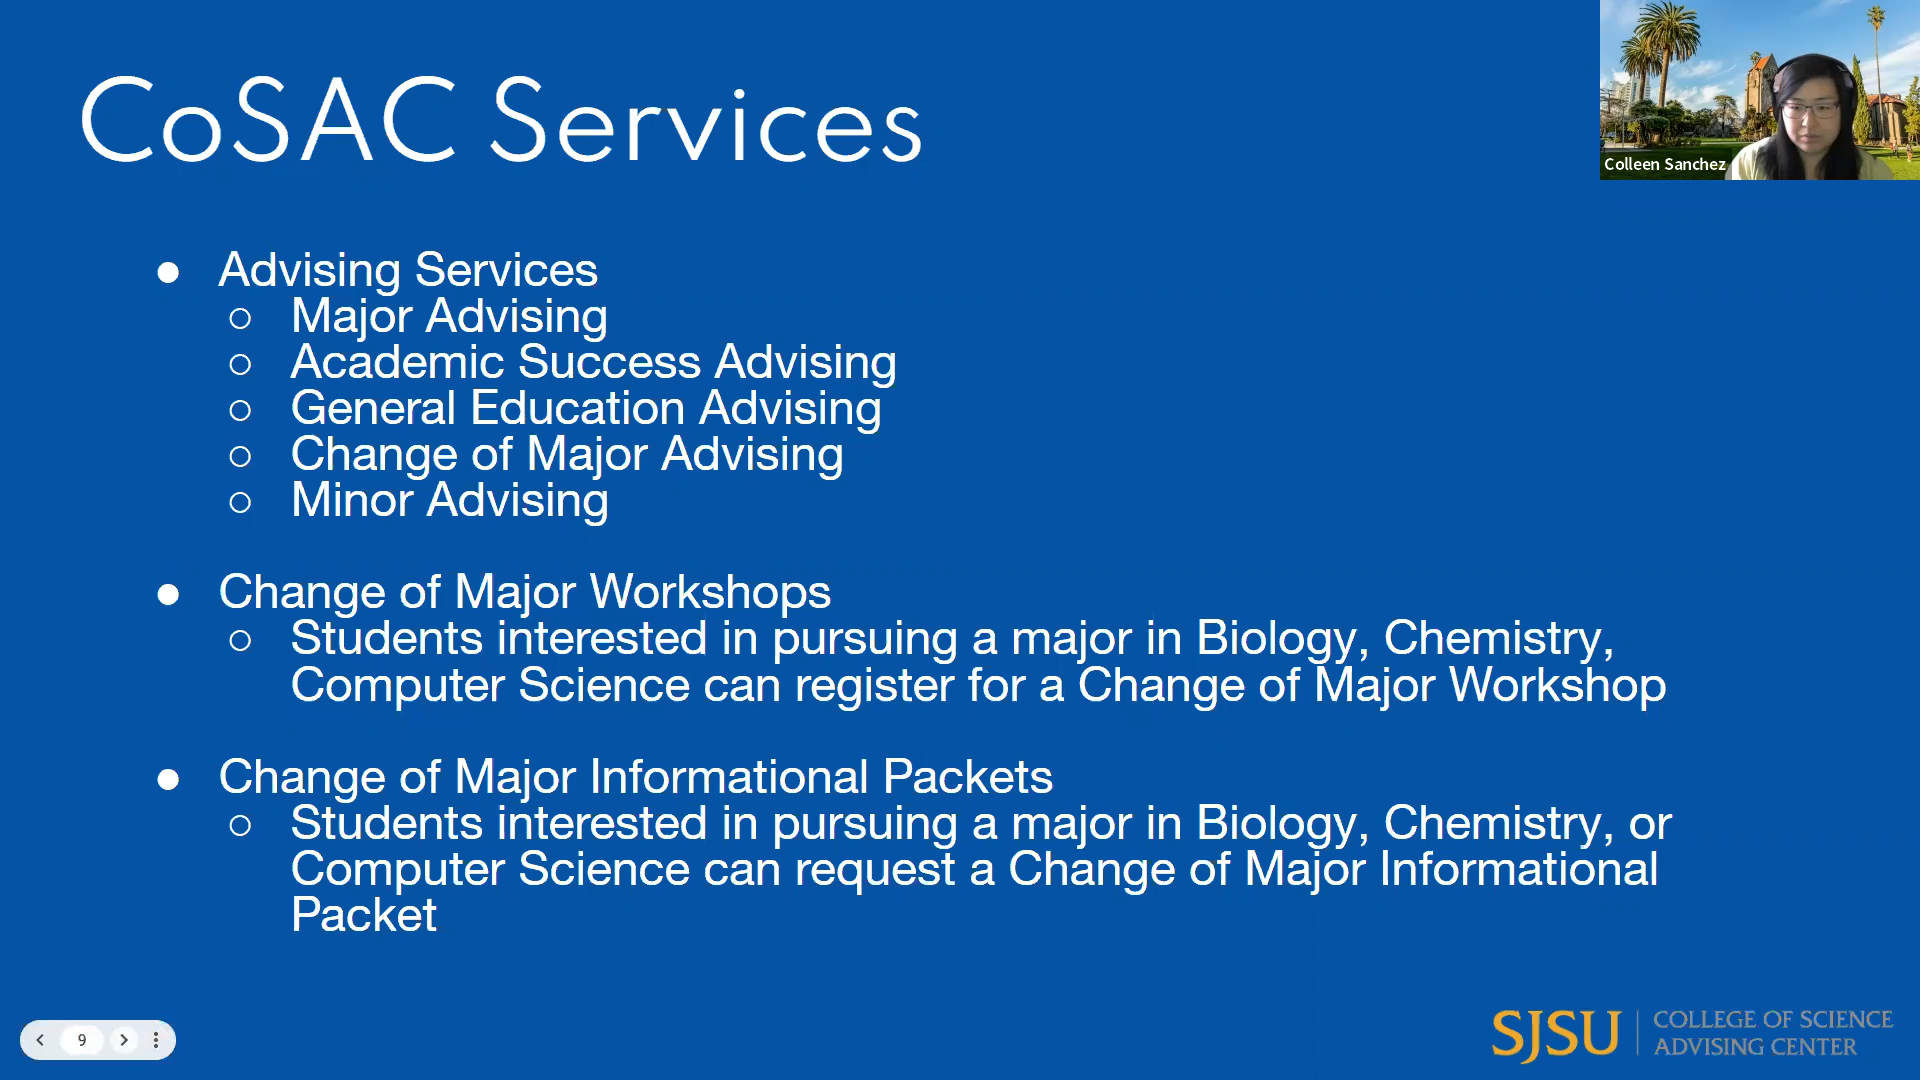 CoSAC Services
Colleen Sanchez
● Advising Services
○ Major Advising
○ Academic Success Advising
○ General Education Advising
○ Change of Major Advising
○ Minor Advising
● Change of Major Workshops
○ Students interested in pursuing a major in Biology, Chemistry,
Computer Science can register for a Change of Major Workshop
● Change of Major Informational Packets
○ Students interested in pursuing a major in Biology, Chemistry, or
Computer Science can request a Change of Major Informational
Packet
9
SJSU
COLLEGE OF SCIENCE
ADVISING CENTER